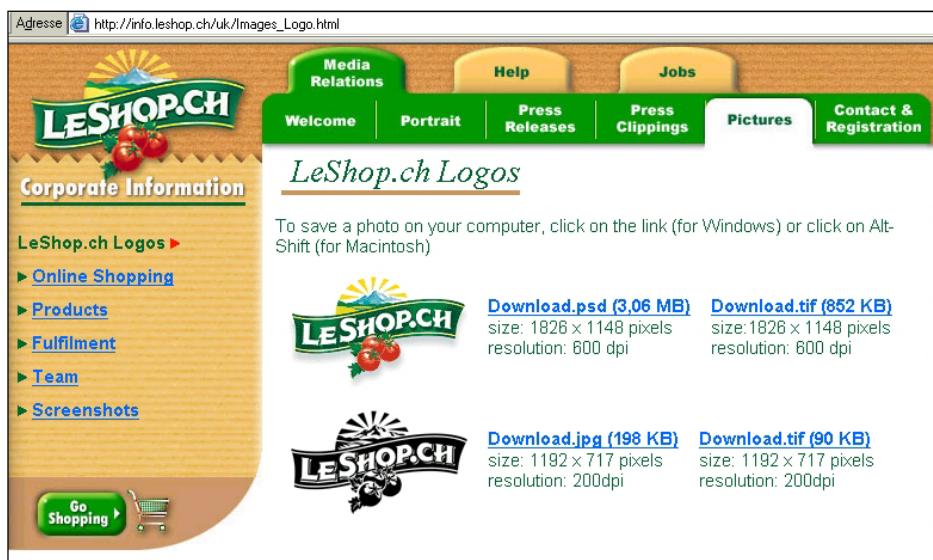 Adresse http://info.leshop.ch/uk/Images_Logo.html
LESHOP.CH
Corporate Information
Media
Relations
Help
Jobs
Welcome
Portrait
Press
Releases
Press
Clippings
Pictures
Contact &
Registration
LeShop.ch Logos
Online Shopping
Products
Fulfilment
Team
Screenshots
Go
Shopping
LeShop.ch Logos
To save a photo on your computer, click on the link (for Windows) or click on Alt-
Shift (for Macintosh)
LESHOP.CH
Download.psd (3,06 MB)
size: 1826 x 1148 pixels
resolution: 600 dpi
Download.tif (852 KB)
size:1826 x 1148 pixels
resolution: 600 dpi
LESHOP.CH
Download.jpg (198 KB)
size: 1192 x 717 pixels
resolution: 200dpi
Download.tif (90 KB)
size: 1192 x 717 pixels
resolution: 200dpi